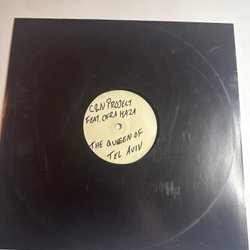 C&N PROJECT
FEAT. OFRA HAZA
THE QUEEN OF
TEL AVIV